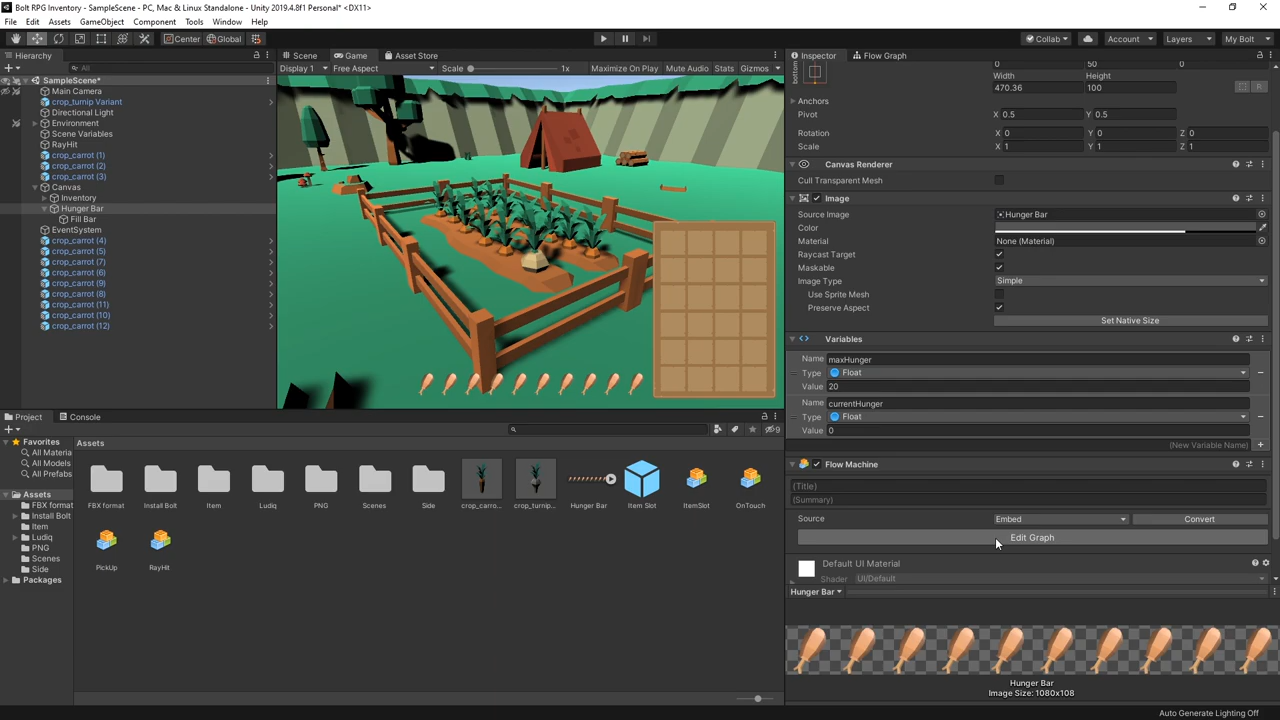 Bolt RPG Inventory - SampleScene - PC, Mac & Linux Standalone - Unity 2019.4.8f1 Personal* <DX11>
File Edit Assets GameObject Component Tools Window Help
Center Global Collab Account Layers My Bolt
Hierarchy Scene Game Asset Store Inspector Flow Graph
All Display 1 Free Aspect Scale 1x Maximize On Play Mute Audio Stats Gizmos
SampleScene*
Main Camera
crop_turnip Variant
Directional Light
Environment
Scene Variables
RayHit
crop_carrot (1)
crop_carrot (2)
crop_carrot (3)
Canvas
Inventory
Hunger Bar
Fill Bar
EventSystem
crop_carrot (4)
crop_carrot (5)
crop_carrot (7)
crop_carrot (6)
crop_carrot (9)
crop_carrot (8)
crop_carrot (11)
crop_carrot (10)
crop_carrot (12)
bottom
0 50 0
Width Height
470.36 100
R
Anchors
Pivot X 0.5 Y 0.5
Rotation X 0 Y 0 Z 0
Scale X 1 Y 1 Z 1
Canvas Renderer
Cull Transparent Mesh
Image
Source Image Hunger Bar
Color
Material None (Material)
Raycast Target
Maskable
Image Type Simple
Use Sprite Mesh
Preserve Aspect
Set Native Size
Variables
Name maxHunger
Type Float
Value 20
Name currentHunger
Type Float
Value 0
(New Variable Name)
Flow Machine
(Title)
(Summary)
Source Embed Convert
Edit Graph
Default UI Material
Shader UI/Default
Hunger Bar
Hunger Bar
Image Size: 1080x108
Project Console
9
Favorites
All Materia
All Models
All Prefabs
Assets
FBX format
Install Bolt
Item
Ludiq
PNG
Scenes
Side
Packages
Assets
FBX format Install Bolt Item Ludiq PNG Scenes Side crop_carro... crop_turnip... Hunger Bar Item Slot ItemSlot OnTouch
PickUp RayHit
Auto Generate Lighting Off